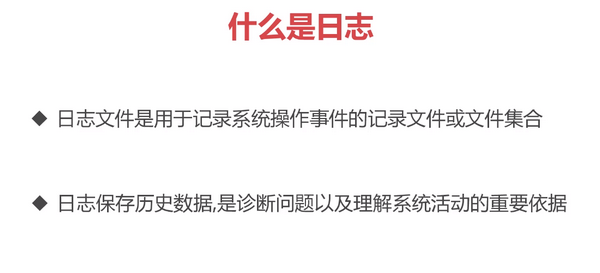 什么是日志
◆ 日志文件是用于记录系统操作事件的记录文件或文件集合
◆ 日志保存历史数据,是诊断问题以及理解系统活动的重要依据